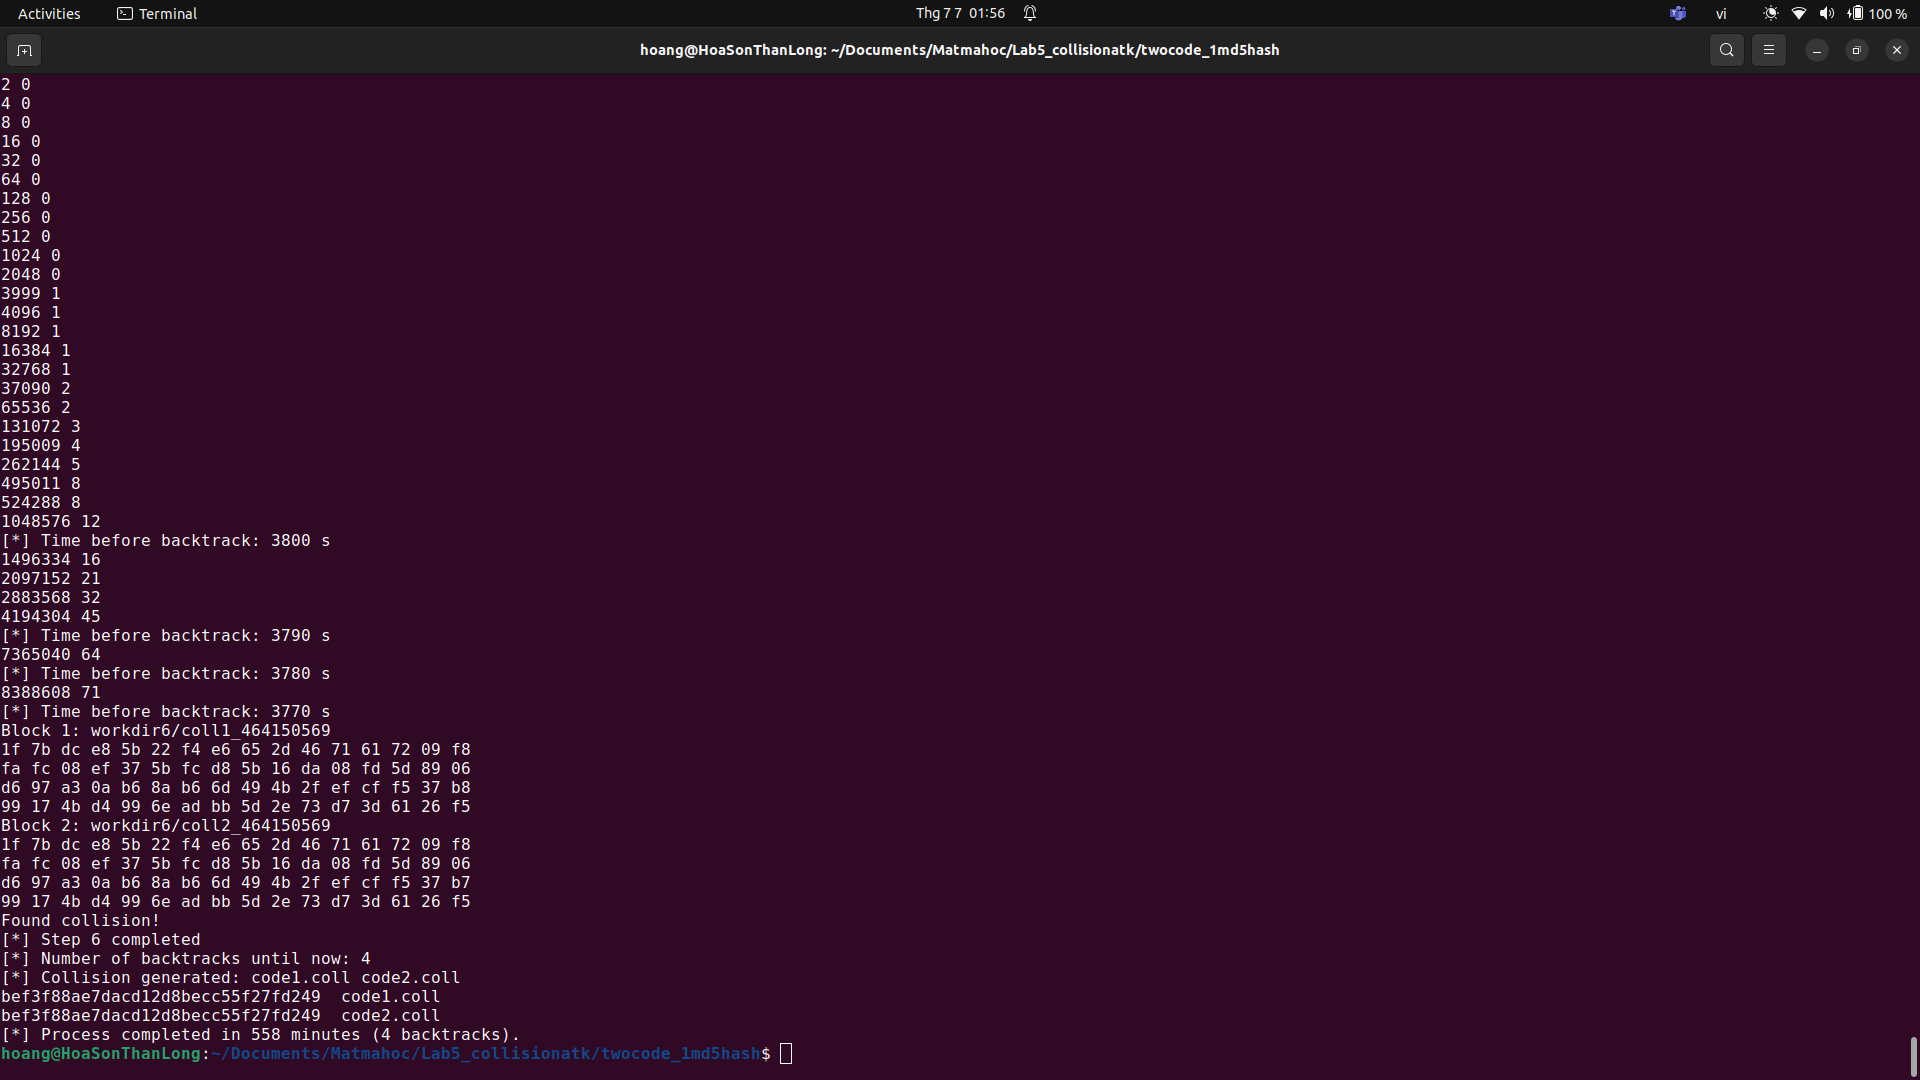 Activities Terminal Thg 7 7 01:56 vi 100 %
hoang@HoaSonThanLong: ~/Documents/Matmahoc/Lab5_collisionatk/twocode_1md5hash
2 0
4 0
8 0
16 0
32 0
64 0
128 0
256 0
512 0
1024 0
2048 0
3999 1
4096 1
8192 1
16384 1
32768 1
37090 2
65536 2
131072 3
195009 4
262144 5
495011 8
524288 8
1048576 12
[*] Time before backtrack: 3800 s
1496334 16
2097152 21
2883568 32
4194304 45
[*] Time before backtrack: 3790 s
7365040 64
[*] Time before backtrack: 3780 s
8388608 71
[*] Time before backtrack: 3770 s
Block 1: workdir6/coll1_464150569
1f 7b dc e8 5b 22 f4 e6 65 2d 46 71 61 72 09 f8
fa fc 08 ef 37 5b fc d8 5b 16 da 08 fd 5d 89 06
d6 97 a3 0a b6 8a b6 6d 49 4b 2f ef cf f5 37 b8
99 17 4b d4 99 6e ad bb 5d 2e 73 d7 3d 61 26 f5
Block 2: workdir6/coll2_464150569
1f 7b dc e8 5b 22 f4 e6 65 2d 46 71 61 72 09 f8
fa fc 08 ef 37 5b fc d8 5b 16 da 08 fd 5d 89 06
d6 97 a3 0a b6 8a b6 6d 49 4b 2f ef cf f5 37 b7
99 17 4b d4 99 6e ad bb 5d 2e 73 d7 3d 61 26 f5
Found collision!
[*] Step 6 completed
[*] Number of backtracks until now: 4
[*] Collision generated: code1.coll code2.coll
bef3f88ae7dacd12d8becc55f27fd249  code1.coll
bef3f88ae7dacd12d8becc55f27fd249  code2.coll
[*] Process completed in 558 minutes (4 backtracks).
hoang@HoaSonThanLong:~/Documents/Matmahoc/Lab5_collisionatk/twocode_1md5hash$